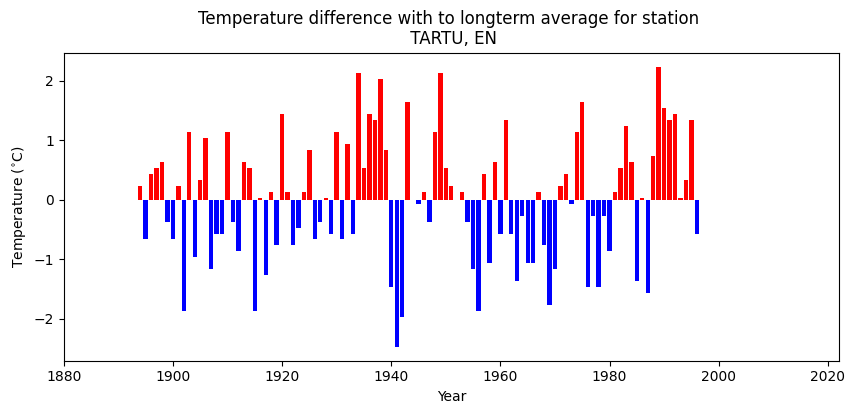 Temperature difference with to longterm average for station
TARTU, EN
Temperature (°C)
2
1
0
−1
−2
1880 1900 1920 1940 1960 1980 2000 2020
Year